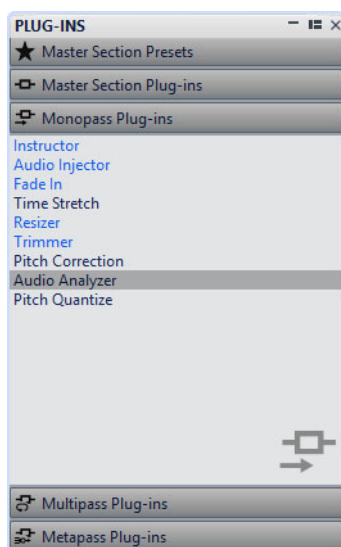 PLUG-INS
Master Section Presets
Master Section Plug-ins
Monopass Plug-ins
Instructor
Audio Injector
Fade In
Time Stretch
Resizer
Trimmer
Pitch Correction
Audio Analyzer
Pitch Quantize
Multipass Plug-ins
Metapass Plug-ins